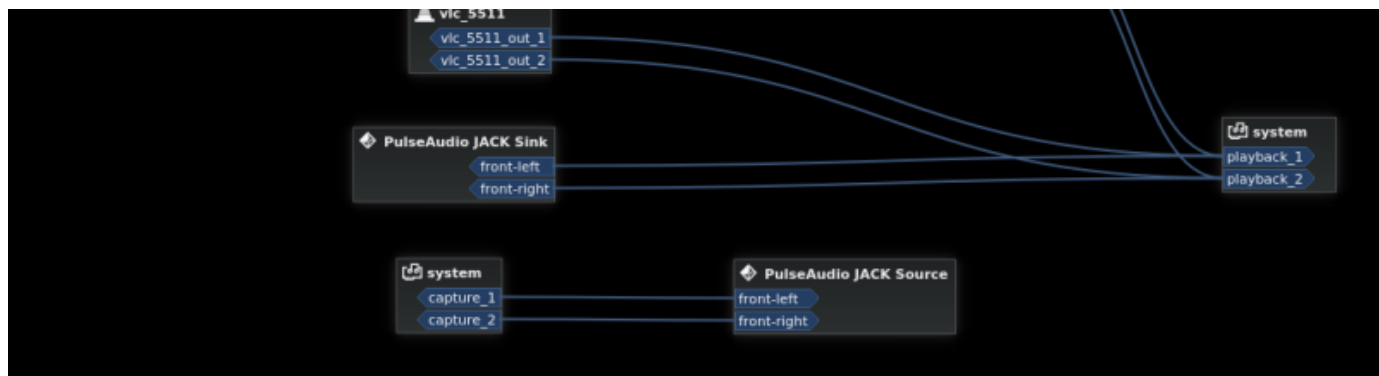 vlc_5511
vlc_5511_out_1
vlc_5511_out_2
PulseAudio JACK Sink
front-left
front-right
system
playback_1
playback_2
system
capture_1
capture_2
PulseAudio JACK Source
front-left
front-right